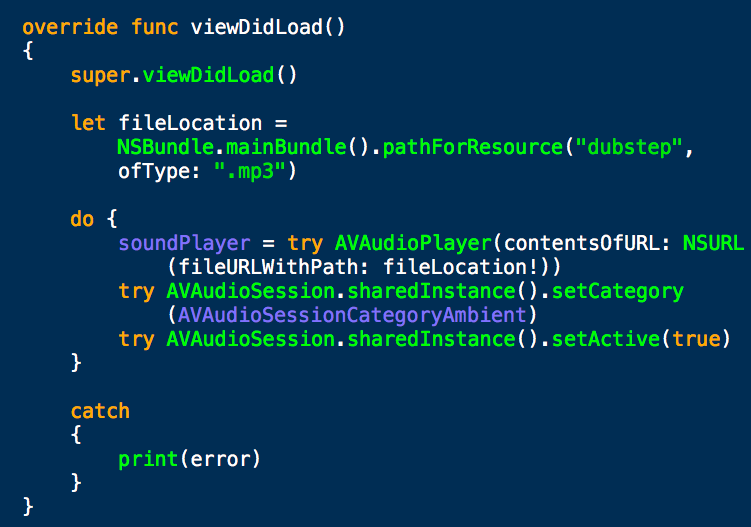 override func viewDidLoad()
{
    super.viewDidLoad()

    let fileLocation =
        NSBundle.mainBundle().pathForResource("dubstep",
        ofType: ".mp3")

    do {
        soundPlayer = try AVAudioPlayer(contentsOfURL: NSURL
            (fileURLWithPath: fileLocation!))
        try AVAudioSession.sharedInstance().setCategory
            (AVAudioSessionCategoryAmbient)
        try AVAudioSession.sharedInstance().setActive(true)
    }

    catch
    {
        print(error)
    }
}